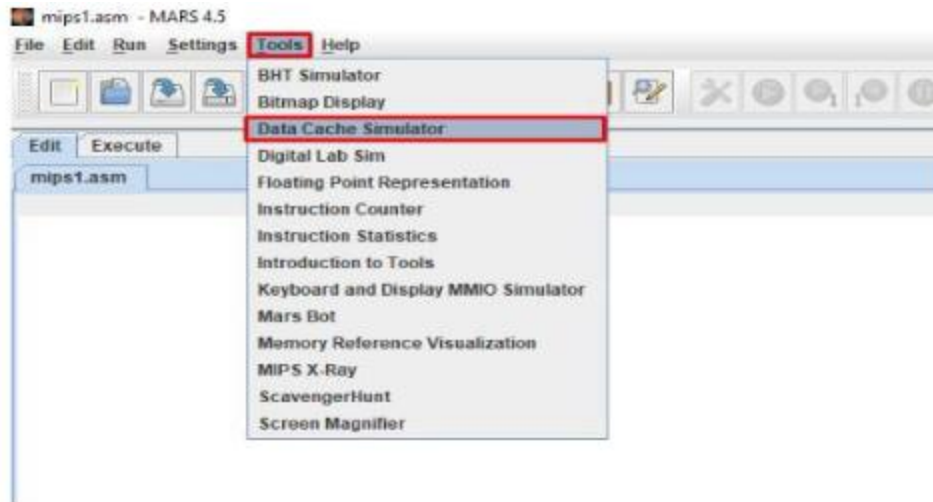 mips1.asm - MARS 4.5
File Edit Run Settings Tools Help
BHT Simulator
Bitmap Display
Data Cache Simulator
Edit Execute
Digital Lab Sim
mips1.asm
Floating Point Representation
Instruction Counter
Instruction Statistics
Introduction to Tools
Keyboard and Display MMIO Simulator
Mars Bot
Memory Reference Visualization
MIPS X-Ray
ScavengerHunt
Screen Magnifier